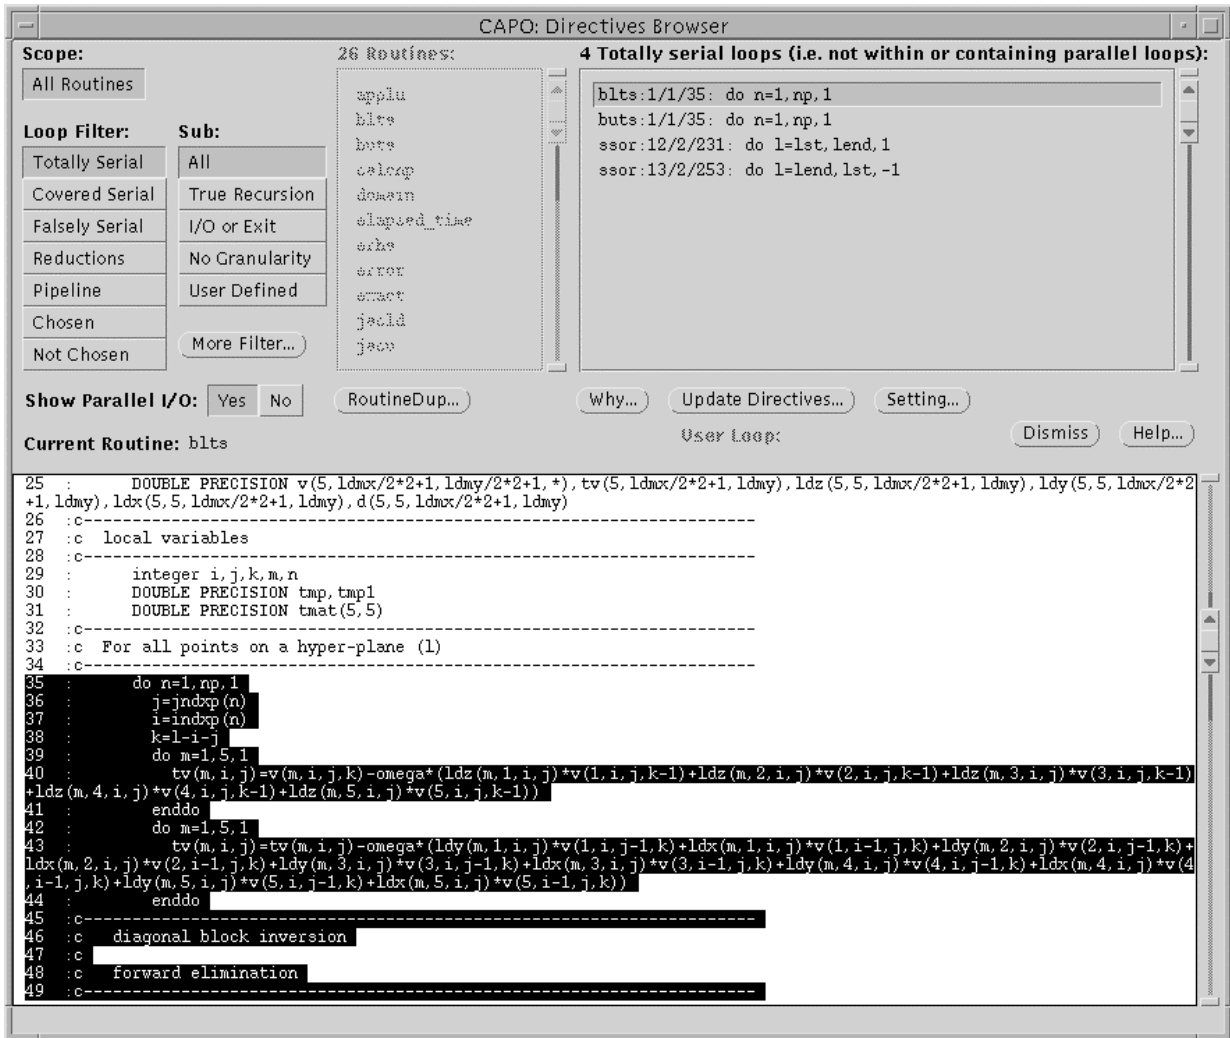 CAPO: Directives Browser
Scope:
All Routines
Loop Filter:
Sub:
Totally Serial
All
Covered Serial
True Recursion
Falsely Serial
I/O or Exit
Reductions
No Granularity
Pipeline
User Defined
Chosen
Not Chosen
More Filter...
26 Routines:
applu
blts
buts
calcnp
domain
elapsed_time
erhs
error
exact
jacld
jacu
4 Totally serial loops (i.e. not within or containing parallel loops):
blts:1/1/35: do n=1,np,1
buts:1/1/35: do n=1,np,1
ssor:12/2/231: do l=lst,lend,1
ssor:13/2/253: do l=lend,lst,-1
Show Parallel I/O: Yes No
RoutineDup...
Why...
Update Directives...
Setting...
User Loop:
Dismiss
Help...
Current Routine: blts
25 : DOUBLE PRECISION v(5,ldmx/2*2+1,ldmy/2*2+1,*),tv(5,ldmx/2*2+1,ldmy),ldz(5,5,ldmx/2*2+1,ldmy),ldy(5,5,ldmx/2*2
+1,ldmy),ldx(5,5,ldmx/2*2+1,ldmy),d(5,5,ldmx/2*2+1,ldmy)
26 :c----------------------------------------------------------------------
27 :c local variables
28 :c----------------------------------------------------------------------
29 : integer i,j,k,m,n
30 : DOUBLE PRECISION tmp,tmp1
31 : DOUBLE PRECISION tmat(5,5)
32 :c----------------------------------------------------------------------
33 :c For all points on a hyper-plane (l)
34 :c----------------------------------------------------------------------
35 : do n=1,np,1
36 : j=jndxp(n)
37 : i=indxp(n)
38 : k=l-i-j
39 : do m=1,5,1
40 : tv(m,i,j)=v(m,i,j,k)-omega*(ldz(m,1,i,j)*v(1,i,j,k-1)+ldz(m,2,i,j)*v(2,i,j,k-1)+ldz(m,3,i,j)*v(3,i,j,k-1)
+ldz(m,4,i,j)*v(4,i,j,k-1)+ldz(m,5,i,j)*v(5,i,j,k-1))
41 : enddo
42 : do m=1,5,1
43 : tv(m,i,j)=tv(m,i,j)-omega*(ldy(m,1,i,j)*v(1,i,j-1,k)+ldx(m,1,i,j)*v(1,i-1,j,k)+ldy(m,2,i,j)*v(2,i,j-1,k)+
ldx(m,2,i,j)*v(2,i-1,j,k)+ldy(m,3,i,j)*v(3,i,j-1,k)+ldx(m,3,i,j)*v(3,i-1,j,k)+ldy(m,4,i,j)*v(4,i,j-1,k)+ldx(m,4,i,j)*v(4
,i-1,j,k)+ldy(m,5,i,j)*v(5,i,j-1,k)+ldx(m,5,i,j)*v(5,i-1,j,k))
44 : enddo
45 :c----------------------------------------------------------------------
46 :c diagonal block inversion
47 :c
48 :c forward elimination
49 :c----------------------------------------------------------------------